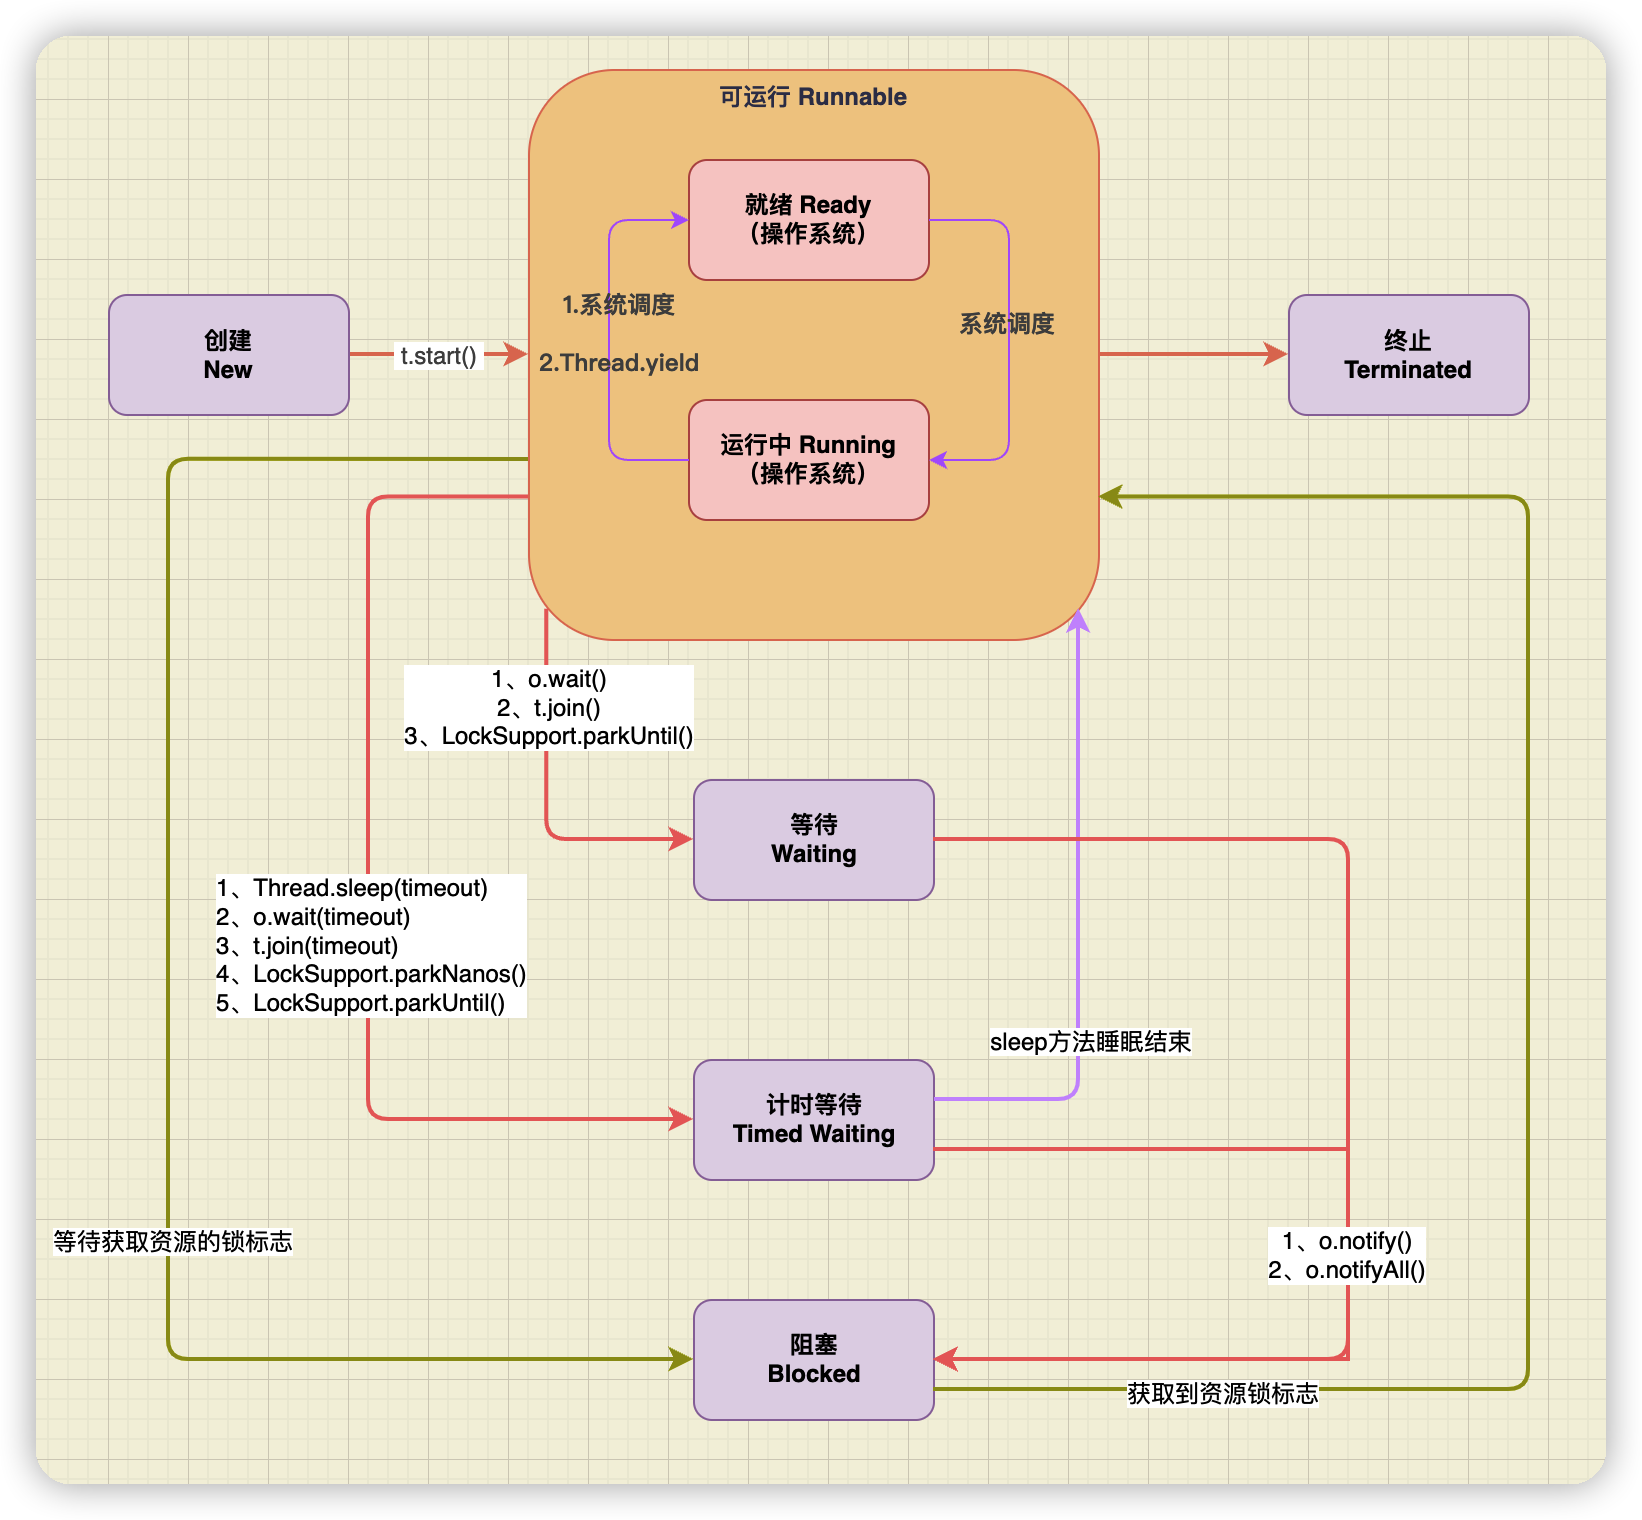 可运行 Runnable
就绪 Ready
（操作系统）
1.系统调度
系统调度
2.Thread.yield
创建
New
t.start()
终止
Terminated
运行中 Running
（操作系统）
1、o.wait()
2、t.join()
3、LockSupport.parkUntil()
等待
Waiting
1、Thread.sleep(timeout)
2、o.wait(timeout)
3、t.join(timeout)
4、LockSupport.parkNanos()
5、LockSupport.parkUntil()
sleep方法睡眠结束
计时等待
Timed Waiting
等待获取资源的锁标志
1、o.notify()
2、o.notifyAll()
阻塞
Blocked
获取到资源锁标志